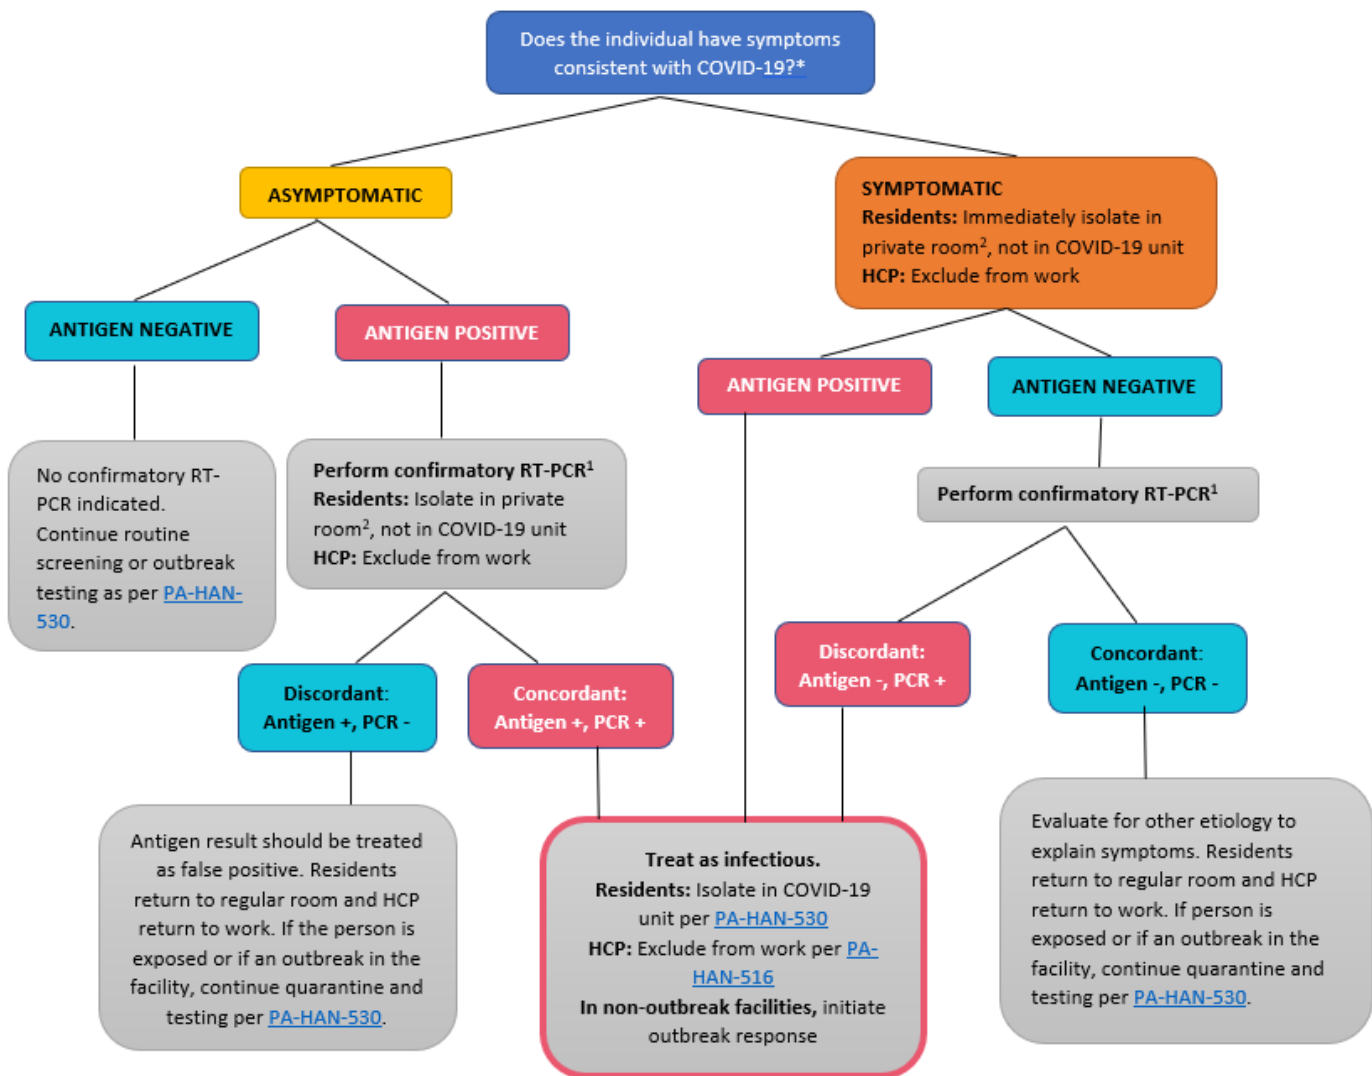 Does the individual have symptoms
consistent with COVID-19?*
ASYMPTOMATIC
SYMPTOMATIC
Residents: Immediately isolate in
private room², not in COVID-19 unit
HCP: Exclude from work
ANTIGEN NEGATIVE
ANTIGEN POSITIVE
ANTIGEN POSITIVE
ANTIGEN NEGATIVE
No confirmatory RT-
PCR indicated.
Continue routine
screening or outbreak
testing as per PA-HAN-
530.
Perform confirmatory RT-PCR¹
Residents: Isolate in private
room², not in COVID-19 unit
HCP: Exclude from work
Perform confirmatory RT-PCR¹
Discordant:
Antigen +, PCR -
Concordant:
Antigen +, PCR +
Discordant:
Antigen -, PCR +
Concordant:
Antigen -, PCR -
Antigen result should be treated
as false positive. Residents
return to regular room and HCP
return to work. If the person is
exposed or if an outbreak in the
facility, continue quarantine and
testing per PA-HAN-530.
Treat as infectious.
Residents: Isolate in COVID-19
unit per PA-HAN-530
HCP: Exclude from work per PA-
HAN-516
In non-outbreak facilities, initiate
outbreak response
Evaluate for other etiology to
explain symptoms. Residents
return to regular room and HCP
return to work. If person is
exposed or if an outbreak in the
facility, continue quarantine and
testing per PA-HAN-530.